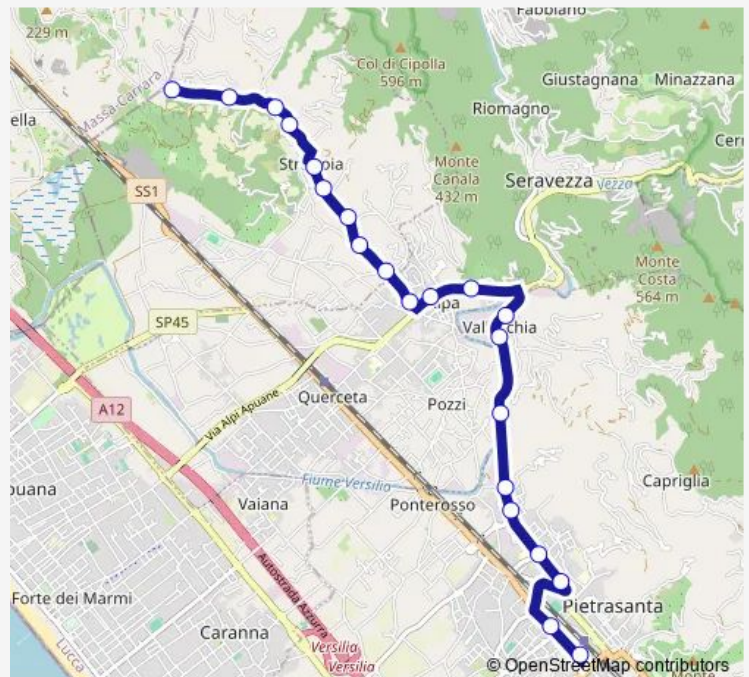 Fabbiano
229 m
Col di Cipolla
596 m
Giustagnana
Minazzana
Massa-Carrara
Riomagno
Monte
Canala
432 m
SS1
Seravezza
Vezza
Monte
Costa
564 m
SP45
A12
Querceta
Via Alpi Apuane
Pozzi
Capriglia
Fiume Versilia
Vaiana
Ponterosso
Autostrada Azzurra
Forte dei Marmi
Pietrasanta
Caranna
Versilia
Versilia
Lucca
© OpenStreetMap contributors